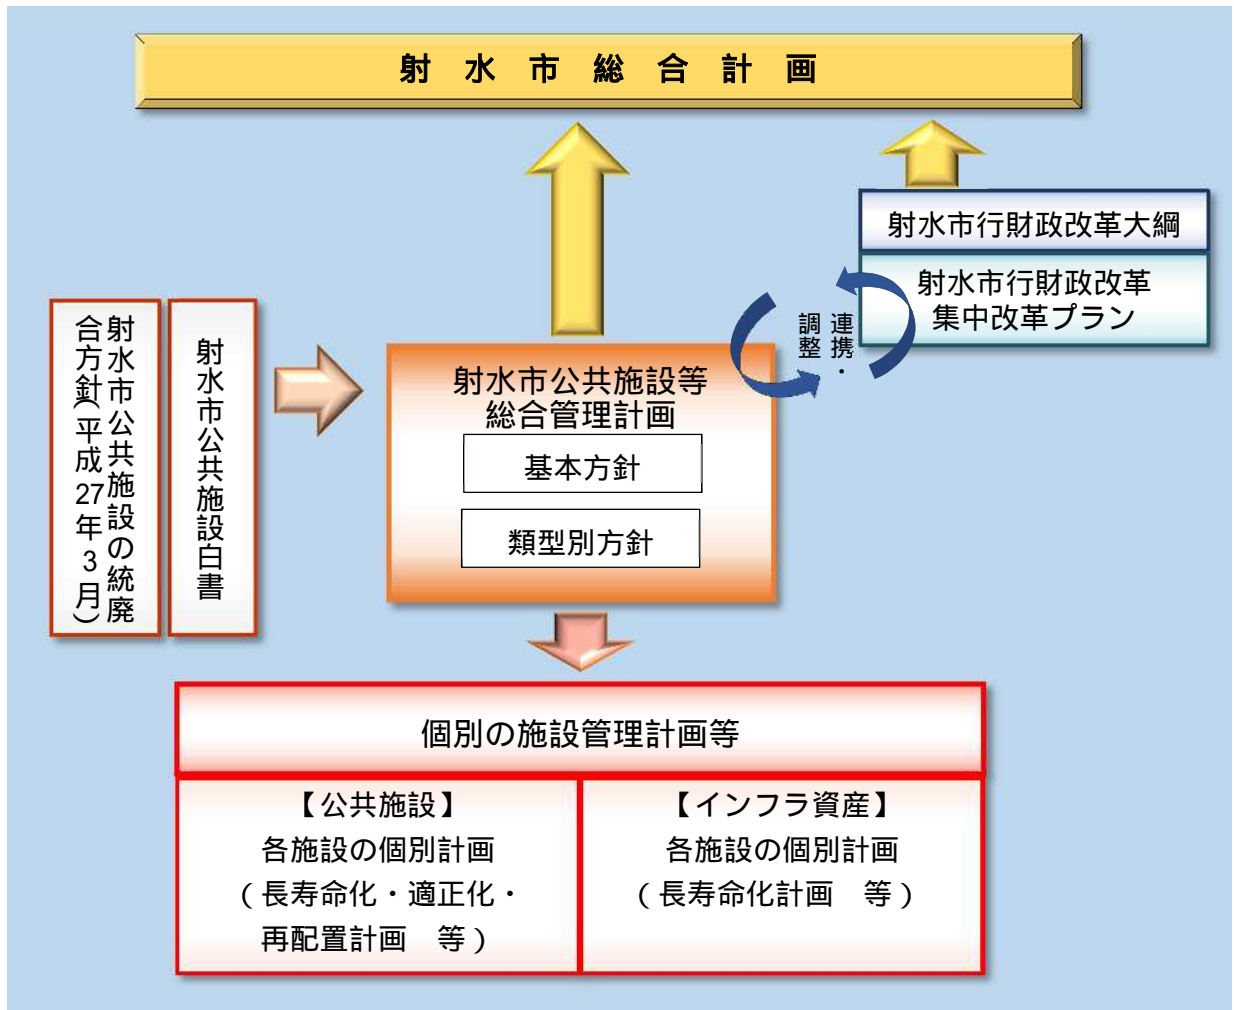 射水市総合計画
射水市行財政改革大綱
射水市行財政改革
集中改革プラン
連携・
調整
射水市公共施設の統廃
合方針(平成27年3月)
射水市公共施設白書
射水市公共施設等
総合管理計画
基本方針
類型別方針
個別の施設管理計画等
【公共施設】
各施設の個別計画
（長寿命化・適正化・
再配置計画　等）
【インフラ資産】
各施設の個別計画
（長寿命化計画　等）